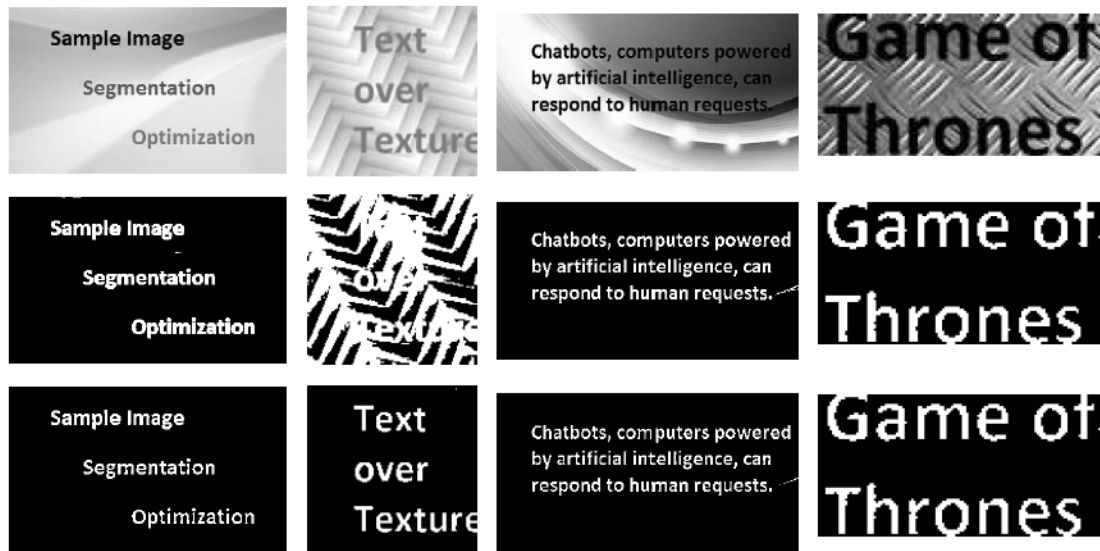 Sample Image
Segmentation
Optimization
Text
over
Texture
Chatbots, computers powered
by artificial intelligence, can
respond to human requests.
Game of
Thrones
Sample Image
Segmentation
Optimization
over
Texture
Chatbots, computers powered
by artificial intelligence, can
respond to human requests.
Game of
Thrones
Sample Image
Segmentation
Optimization
Text
over
Texture
Chatbots, computers powered
by artificial intelligence, can
respond to human requests.
Game of
Thrones